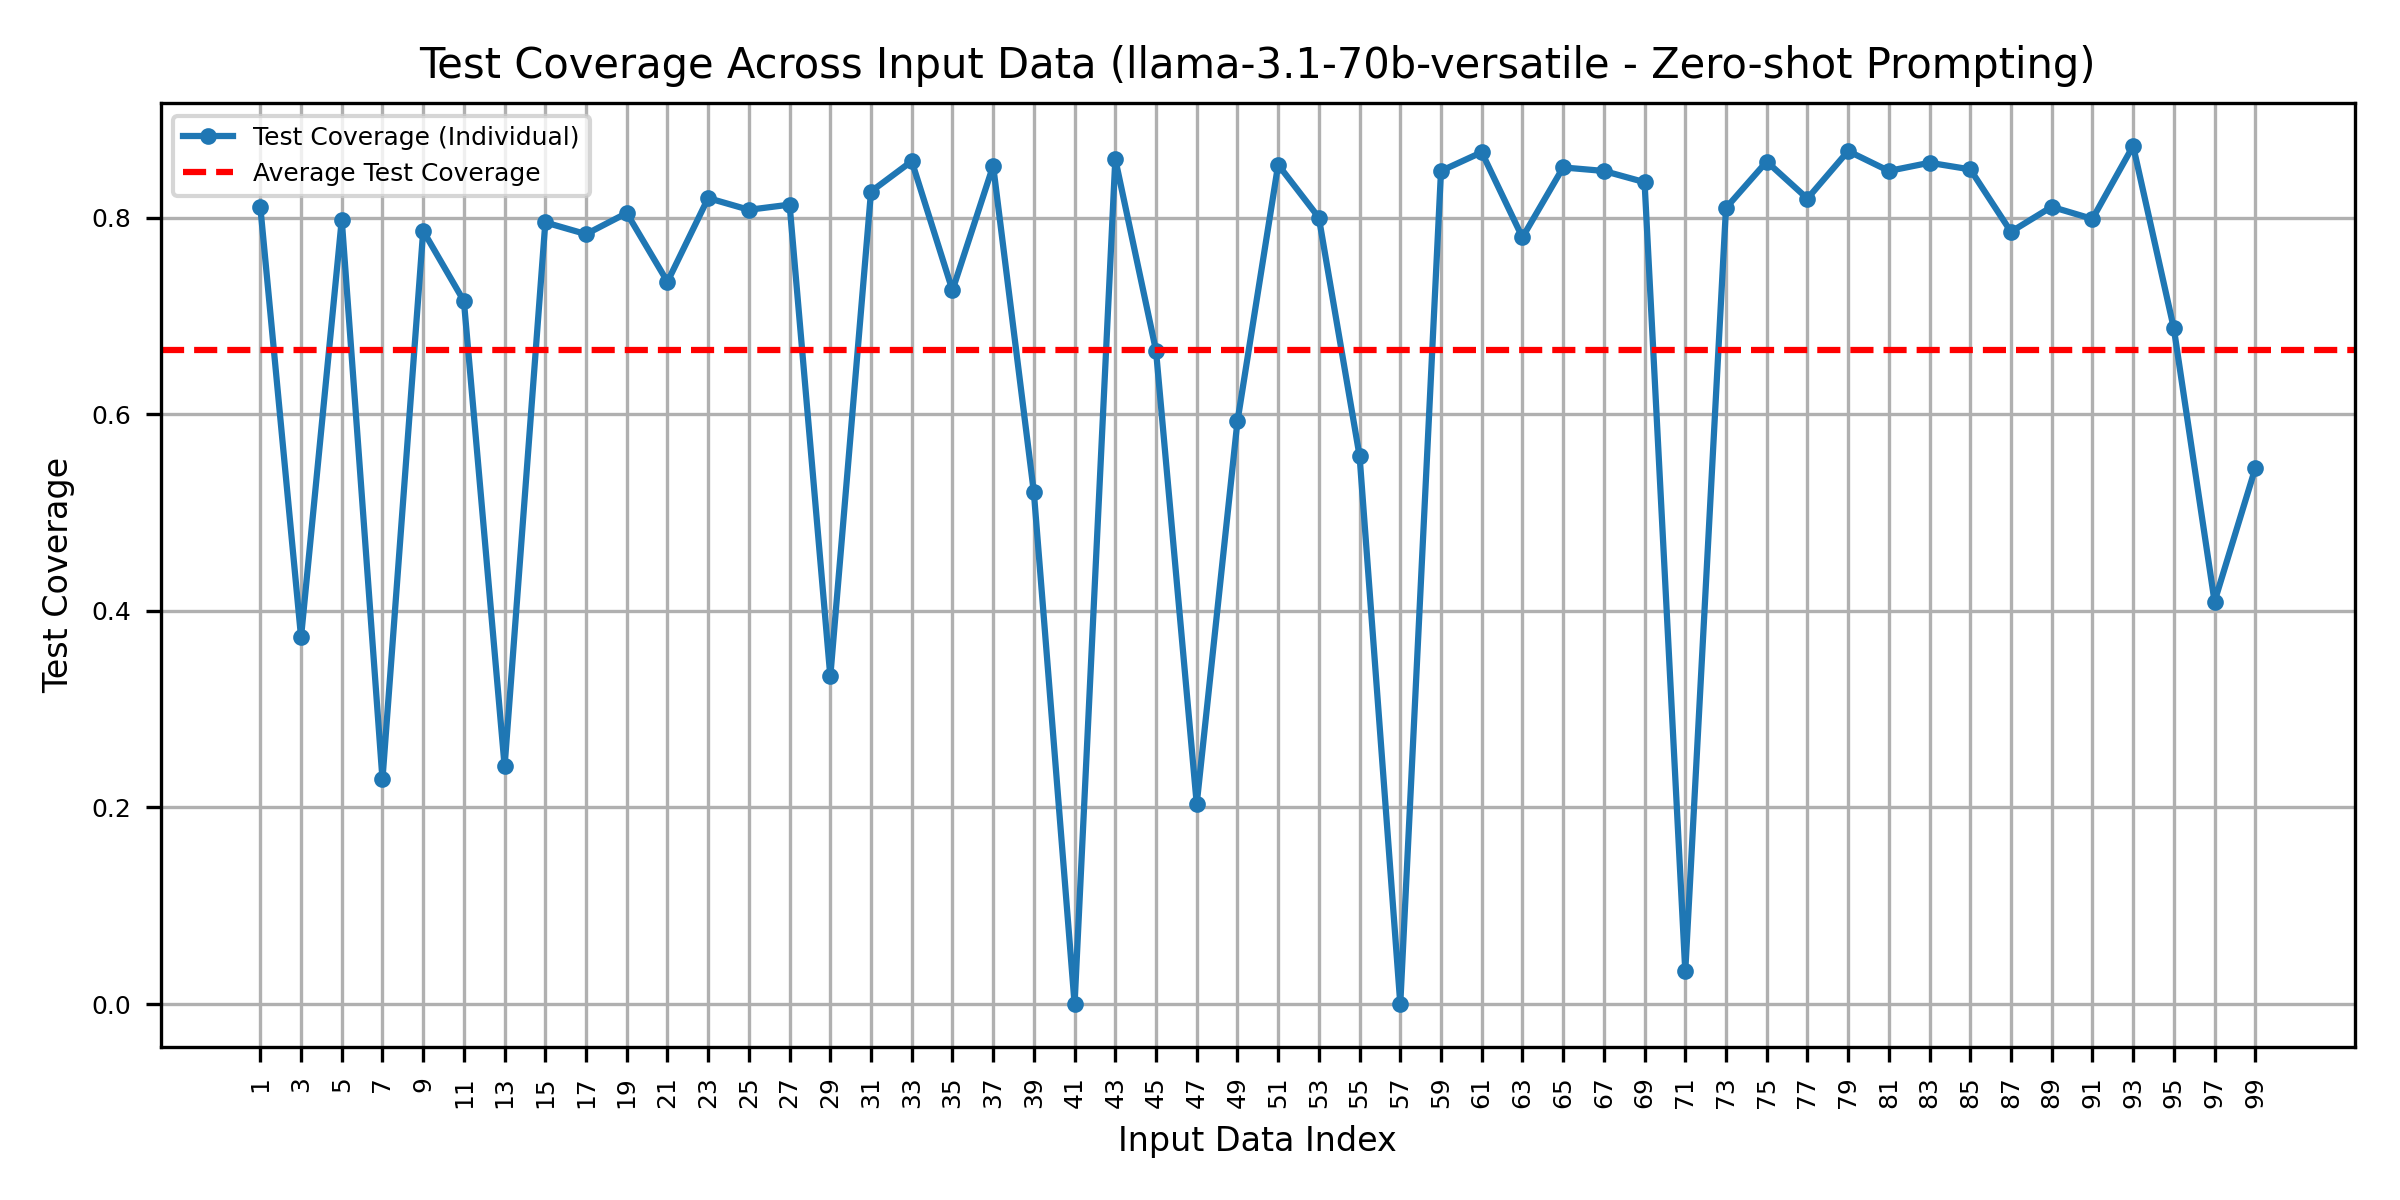 Test Coverage Across Input Data (llama-3.1-70b-versatile - Zero-shot Prompting)
Test Coverage (Individual)
Average Test Coverage
Test Coverage
0.8
0.6
0.4
0.2
0.0
1 3 5 7 9 11 13 15 17 19 21 23 25 27 29 31 33 35 37 39 41 43 45 47 49 51 53 55 57 59 61 63 65 67 69 71 73 75 77 79 81 83 85 87 89 91 93 95 97 99
Input Data Index